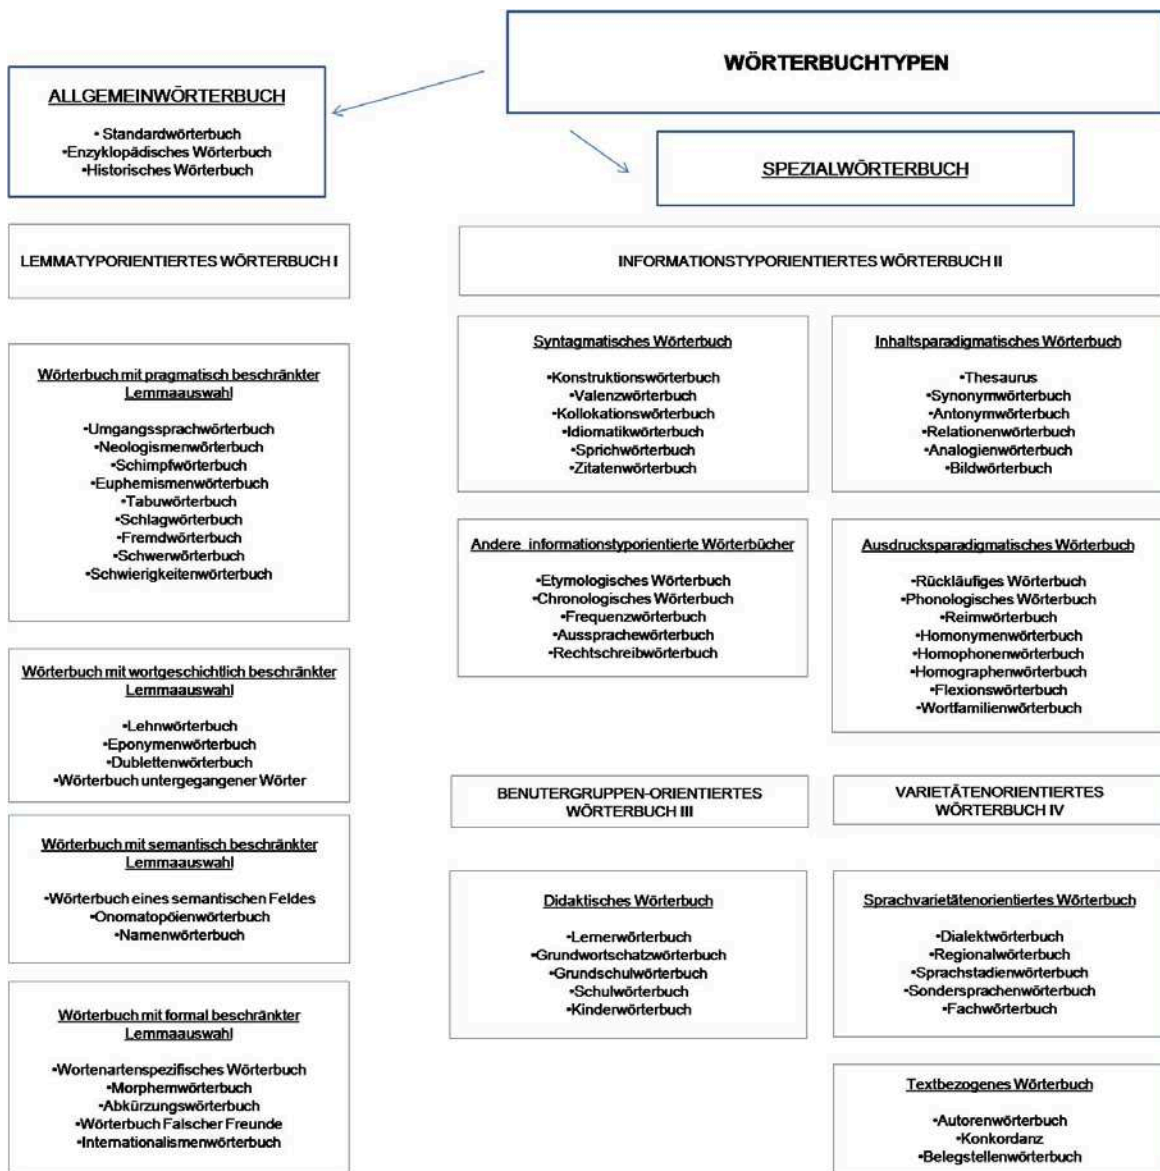 WÖRTERBUCHTYPEN
ALLGEMEINWÖRTERBUCH
• Standardwörterbuch
•Enzyklopädisches Wörterbuch
•Historisches Wörterbuch
SPEZIALWÖRTERBUCH
LEMMATYPORIENTIERTES WÖRTERBUCH I
Wörterbuch mit pragmatisch beschränkter
Lemmaauswahl
•Umgangssprachwörterbuch
•Neologismenwörterbuch
•Schimpfwörterbuch
•Euphemismenwörterbuch
•Tabuwörterbuch
•Schlagwörterbuch
•Fremdwörterbuch
•Schwerwörterbuch
•Schwierigkeitenwörterbuch
Wörterbuch mit wortgeschichtlich beschränkter
Lemmaauswahl
•Lehnwörterbuch
•Eponymenwörterbuch
•Dublettenwörterbuch
•Wörterbuch untergegangener Wörter
Wörterbuch mit semantisch beschränkter
Lemmaauswahl
•Wörterbuch eines semantischen Feldes
•Onomatopöienwörterbuch
•Namenwörterbuch
Wörterbuch mit formal beschränkter
Lemmaauswahl
•Wortenartenspezifisches Wörterbuch
•Morphemwörterbuch
•Abkürzungswörterbuch
•Wörterbuch Falscher Freunde
•Internationalismenwörterbuch
INFORMATIONSTYPORIENTIERTES WÖRTERBUCH II
Syntagmatisches Wörterbuch
•Konstruktionswörterbuch
•Valenzwörterbuch
•Kollokationswörterbuch
•Idiomatikwörterbuch
•Sprichwörterbuch
•Zitatenwörterbuch
Inhaltsparadigmatisches Wörterbuch
•Thesaurus
•Synonymwörterbuch
•Antonymwörterbuch
•Relationenwörterbuch
•Analogienwörterbuch
•Bildwörterbuch
Andere informationstyporientierte Wörterbücher
•Etymologisches Wörterbuch
•Chronologisches Wörterbuch
•Frequenzwörterbuch
•Aussprachewörterbuch
•Rechtschreibwörterbuch
Ausdrucksparadigmatisches Wörterbuch
•Rückläufiges Wörterbuch
•Phonologisches Wörterbuch
•Reimwörterbuch
•Homonymenwörterbuch
•Homophonenwörterbuch
•Homographenwörterbuch
•Flexionswörterbuch
•Wortfamilienwörterbuch
BENUTERGRUPPEN-ORIENTIERTES
WÖRTERBUCH III
Didaktisches Wörterbuch
•Lernerwörterbuch
•Grundwortschatzwörterbuch
•Grundschulwörterbuch
•Schulwörterbuch
•Kinderwörterbuch
VARIETÄTENORIENTIERTES
WÖRTERBUCH IV
Sprachvarietätenorientiertes Wörterbuch
•Dialektwörterbuch
•Regionalwörterbuch
•Sprachstadienwörterbuch
•Sondersprachenwörterbuch
•Fachwörterbuch
Textbezogenes Wörterbuch
•Autorenwörterbuch
•Konkordanz
•Belegstellenwörterbuch